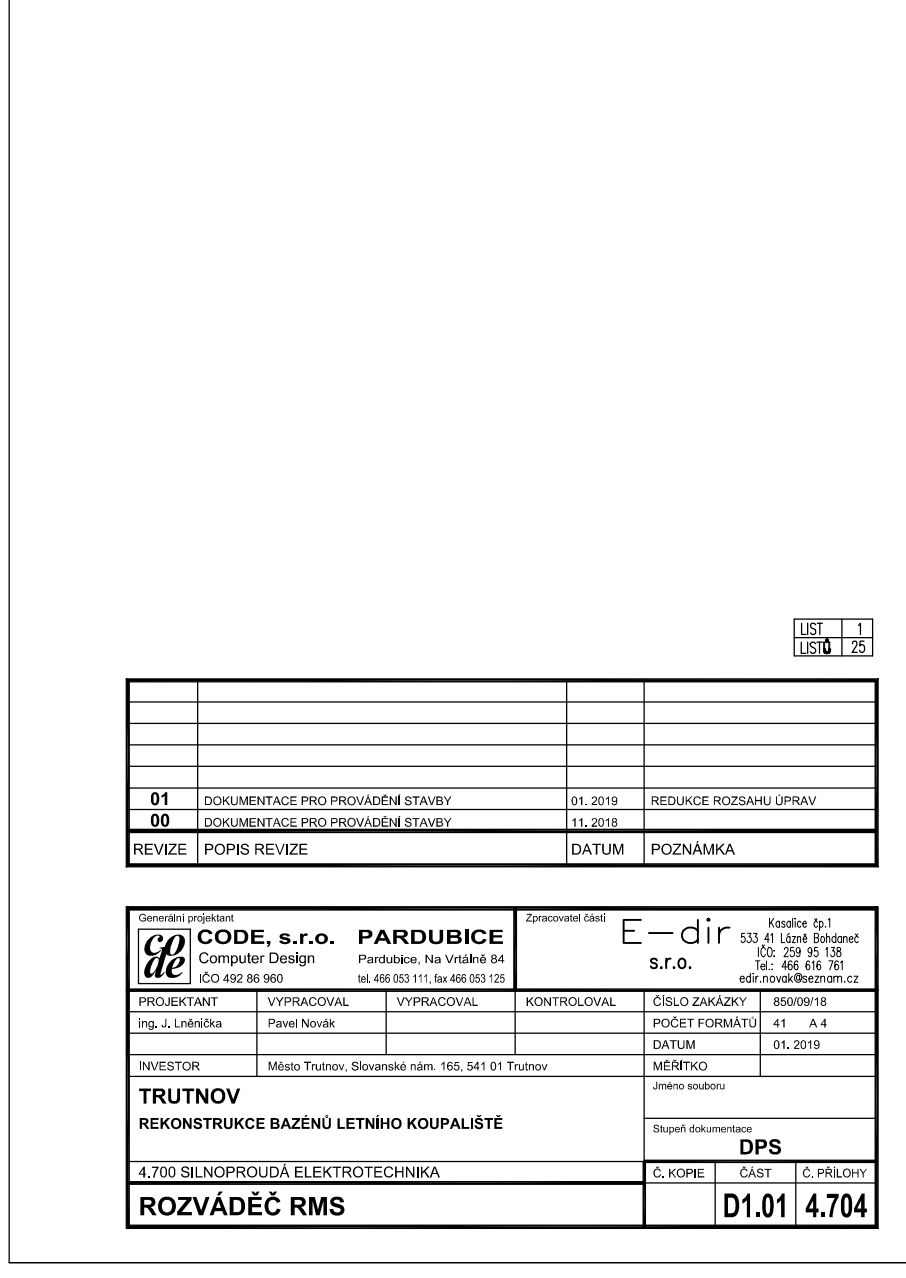 LIST 1
LISTŮ 25
01 DOKUMENTACE PRO PROVÁDĚNÍ STAVBY 01. 2019 REDUKCE ROZSAHU ÚPRAV
00 DOKUMENTACE PRO PROVÁDĚNÍ STAVBY 11. 2018
REVIZE POPIS REVIZE DATUM POZNÁMKA
Generální projektant
code
CODE, s.r.o. PARDUBICE
Computer Design Pardubice, Na Vrtálně 84
IČO 492 86 960 tel. 466 053 111, fax 466 053 125
Zpracovatel části
E-dir
s.r.o.
Kasalice čp.1
533 41 Lázně Bohdaneč
IČO: 259 95 138
Tel.: 466 616 761
edir.novak@seznam.cz
PROJEKTANT VYPRACOVAL VYPRACOVAL KONTROLOVAL ČÍSLO ZAKÁZKY 850/09/18
ing. J. Lněnička Pavel Novák POČET FORMÁTŮ 41 A 4
DATUM 01. 2019
INVESTOR Město Trutnov, Slovanské nám. 165, 541 01 Trutnov MĚŘÍTKO
TRUTNOV
REKONSTRUKCE BAZÉNŮ LETNÍHO KOUPALIŠTĚ
Jméno souboru
Stupeň dokumentace
DPS
4.700 SILNOPROUDÁ ELEKTROTECHNIKA Č. KOPIE ČÁST Č. PŘÍLOHY
ROZVÁDĚČ RMS D1.01 4.704